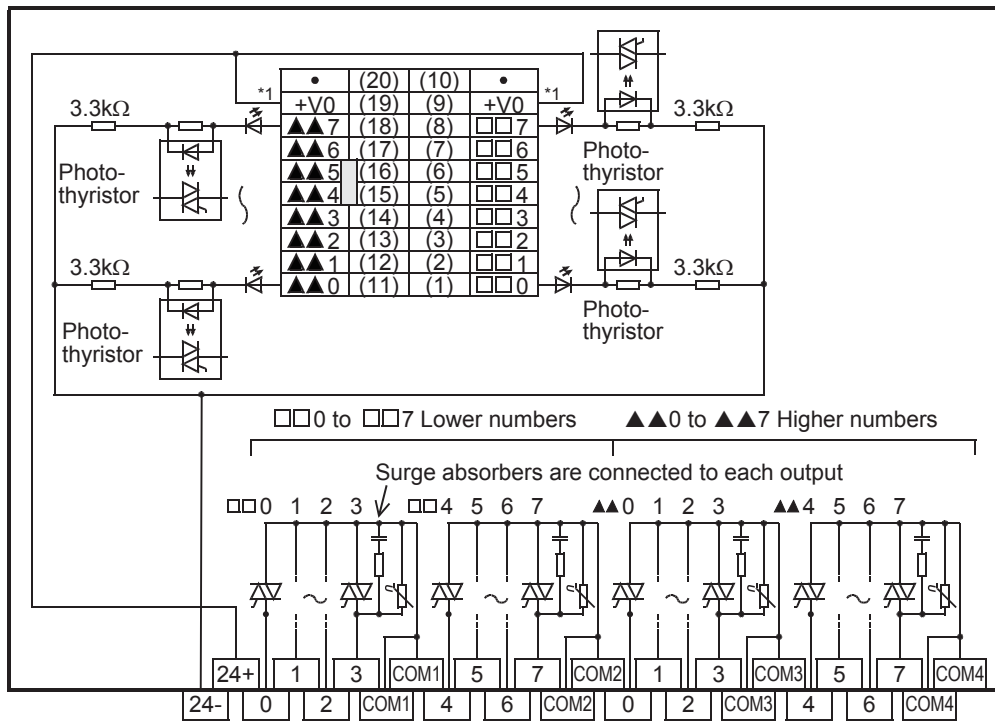 • (20) (10) •
*1 +V0 (19) (9) +V0 *1
3.3kΩ ▲▲7 (18) (8) □□7 3.3kΩ
▲▲6 (17) (7) □□6
Photo-
thyristor
▲▲5 (16) (6) □□5
Photo-
thyristor
▲▲4 (15) (5) □□4
▲▲3 (14) (4) □□3
▲▲2 (13) (3) □□2
3.3kΩ ▲▲1 (12) (2) □□1 3.3kΩ
▲▲0 (11) (1) □□0
Photo-
thyristor
Photo-
thyristor
□□0 to □□7 Lower numbers ▲▲0 to ▲▲7 Higher numbers
Surge absorbers are connected to each output
□□0 1 2 3 □□4 5 6 7 ▲▲0 1 2 3 ▲▲4 5 6 7
24+ 1 3 COM1 5 7 COM2 1 3 COM3 5 7 COM4
24- 0 2 COM1 4 6 COM2 0 2 COM3 4 6 COM4